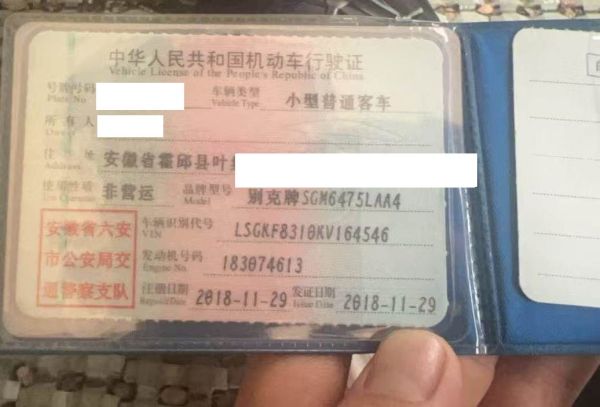 中华人民共和国机动车行驶证
Vehicle License of the People's Republic of China
号牌号码 车辆类型 小型普通客车
Plate No Vehicle Type
所有人
Owner
住址 安徽省霍邱县叶
Address
使用性质 非营运 品牌型号 别克牌SGM6475LAA4
Use Character Model
安徽省六安 车辆识别代号 LSGKF8310KV164546
VIN
市公安局交 发动机号码 183074613
Engine No.
通警察支队 注册日期 2018-11-29 发证日期 2018-11-29
Register Date Issue Date